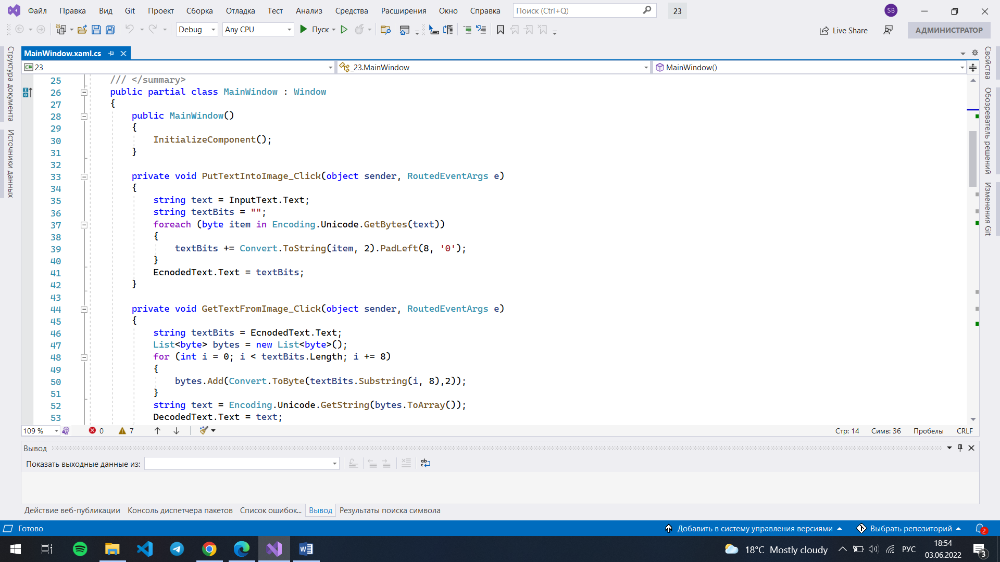 Файл Правка Вид Git Проект Сборка Отладка Тест Анализ Средства Расширения Окно Справка Поиск (Ctrl+Q) 23 SB
Debug Any CPU Пуск Live Share АДМИНИСТРАТОР
MainWindow.xaml.cs
C# 23 _23.MainWindow MainWindow()
Структура документа
Источники данных
Свойства
Обозреватель решений
Изменения Git
25 /// </summary>
26 public partial class MainWindow : Window
27 {
28 public MainWindow()
29 {
30 InitializeComponent();
31 }
32
33 private void PutTextIntoImage_Click(object sender, RoutedEventArgs e)
34 {
35 string text = InputText.Text;
36 string textBits = "";
37 foreach (byte item in Encoding.Unicode.GetBytes(text))
38 {
39 textBits += Convert.ToString(item, 2).PadLeft(8, '0');
40 }
41 EcnodedText.Text = textBits;
42 }
43
44 private void GetTextFromImage_Click(object sender, RoutedEventArgs e)
45 {
46 string textBits = EcnodedText.Text;
47 List<byte> bytes = new List<byte>();
48 for (int i = 0; i < textBits.Length; i += 8)
49 {
50 bytes.Add(Convert.ToByte(textBits.Substring(i, 8),2));
51 }
52 string text = Encoding.Unicode.GetString(bytes.ToArray());
53 DecodedText.Text = text;
109 % 0 7 Стр: 14 Симв: 36 Пробелы CRLF
Вывод
Показать выходные данные из:
Действие веб-публикации Консоль диспетчера пакетов Список ошибок... Вывод Результаты поиска символа
Готово Добавить в систему управления версиями Выбрать репозиторий 2
18°C Mostly cloudy РУС 18:54
03.06.2022 3